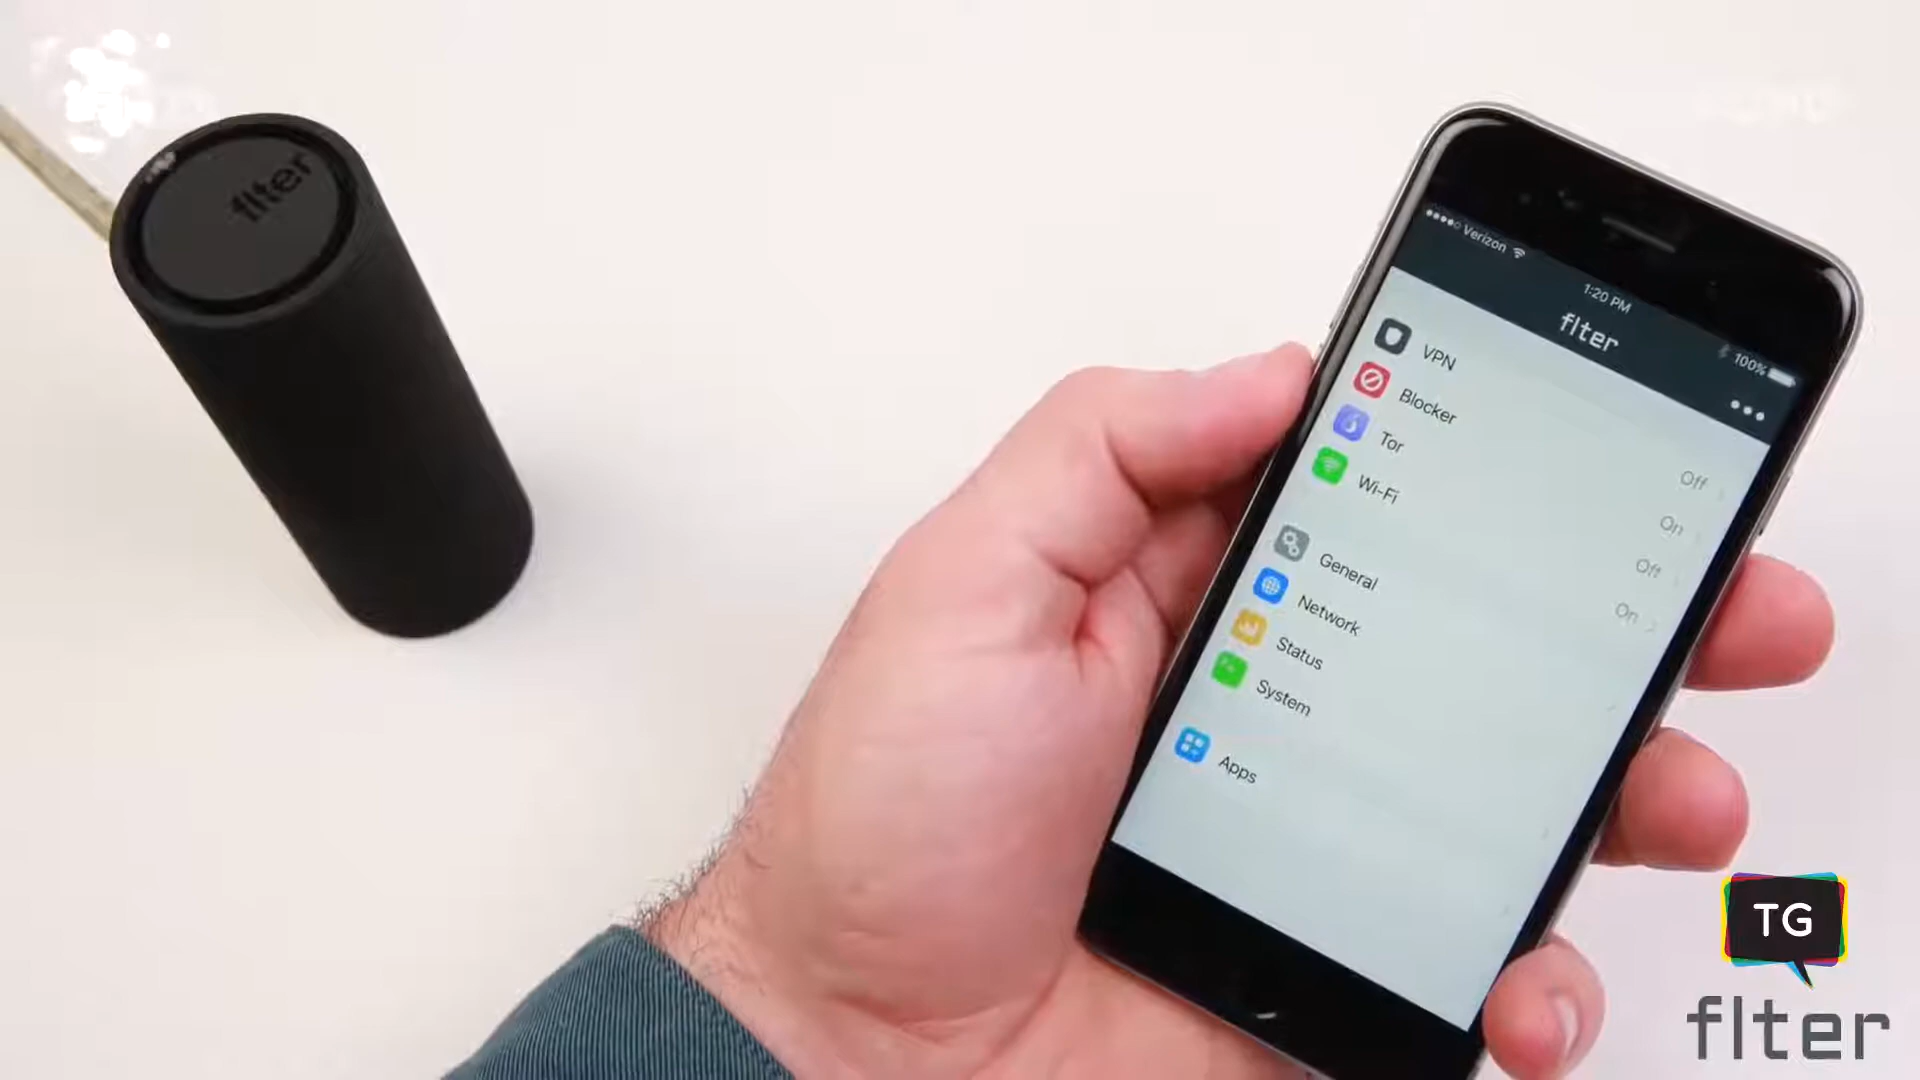 flter
Verizon
1:20 PM
100%
flter
VPN
Off
Blocker
On
Tor
Off
Wi-Fi
On
General
Network
Status
System
Apps
TG
flter